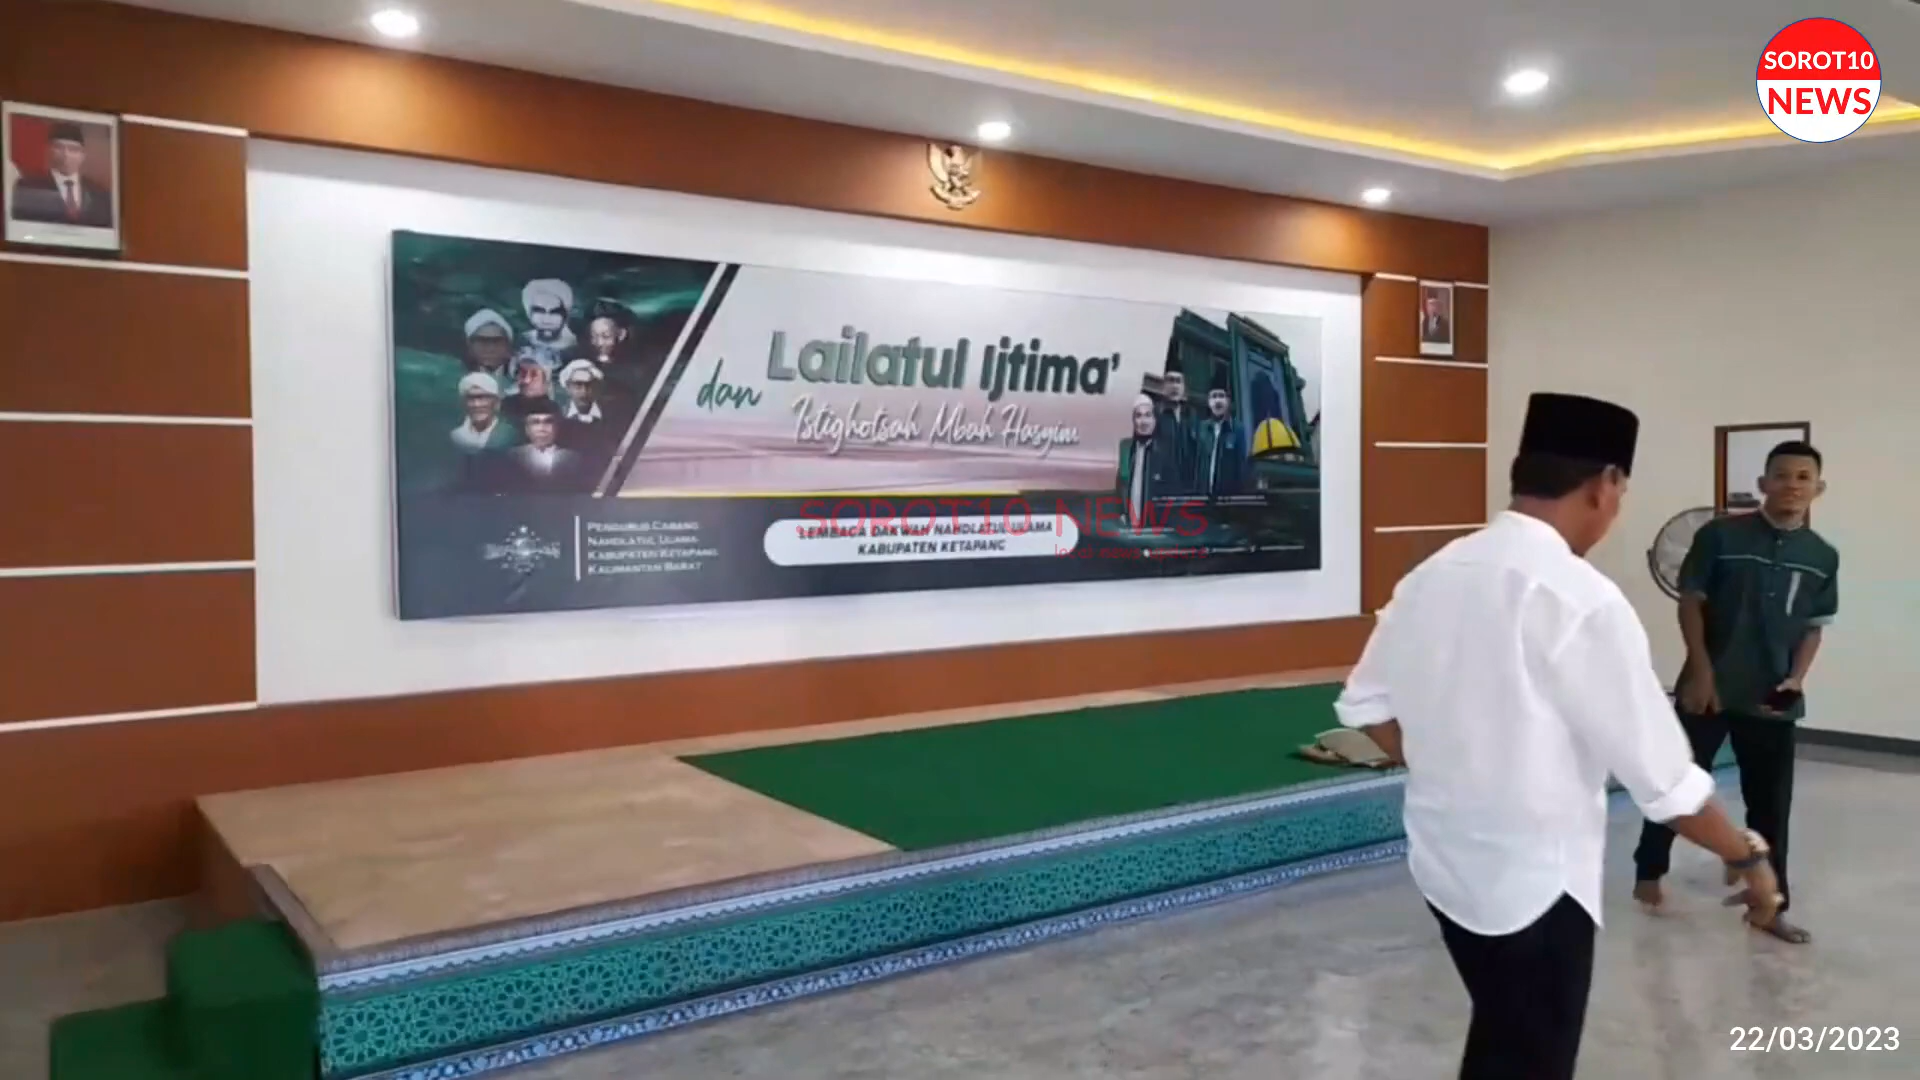 SOROT10
NEWS
Lailatul Ijtima'
dan
Istighotsah Mbah Hasyim
SOROT10 NEWS
PENGURUS CABANG
NAHDLATUL ULAMA
KABUPATEN KETAPANG
KALIMANTAN BARAT
LEMBAGA DAKWAH NAHDLATUL ULAMA
KABUPATEN KETAPANG
22/03/2023